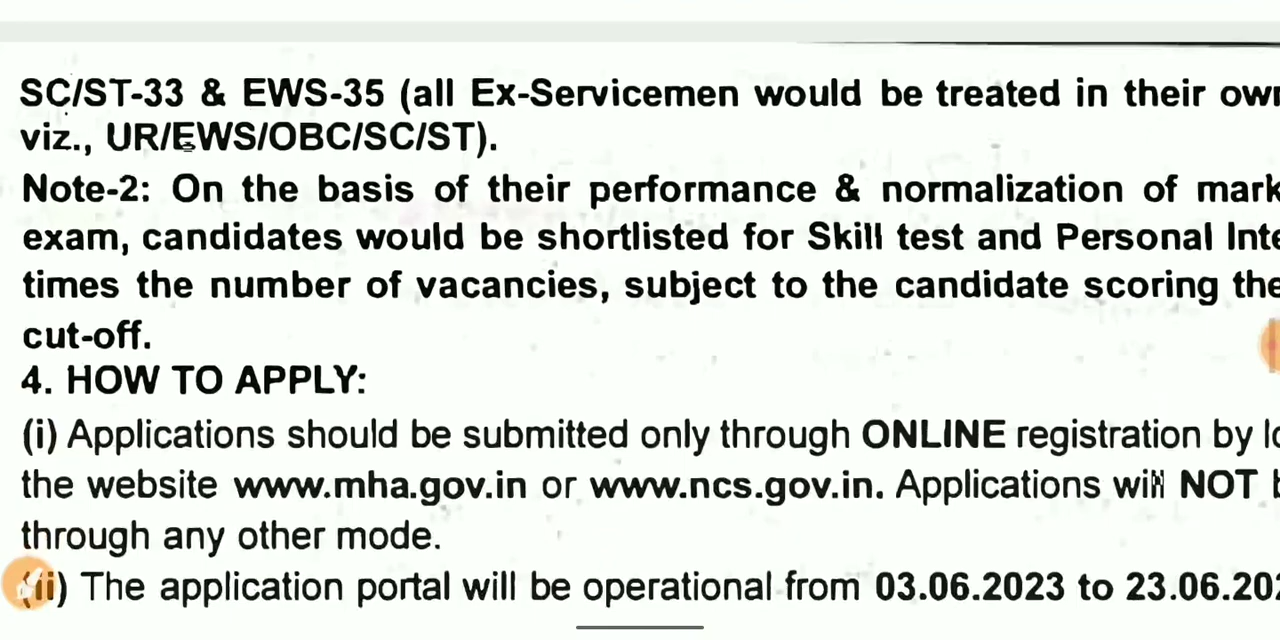 SC/ST-33 & EWS-35 (all Ex-Servicemen would be treated in their own
viz., UR/EWS/OBC/SC/ST).
Note-2: On the basis of their performance & normalization of mark
exam, candidates would be shortlisted for Skill test and Personal Inte
times the number of vacancies, subject to the candidate scoring the
cut-off.
4. HOW TO APPLY:
(i) Applications should be submitted only through ONLINE registration by lo
the website www.mha.gov.in or www.ncs.gov.in. Applications will NOT b
through any other mode.
(ii) The application portal will be operational from 03.06.2023 to 23.06.202